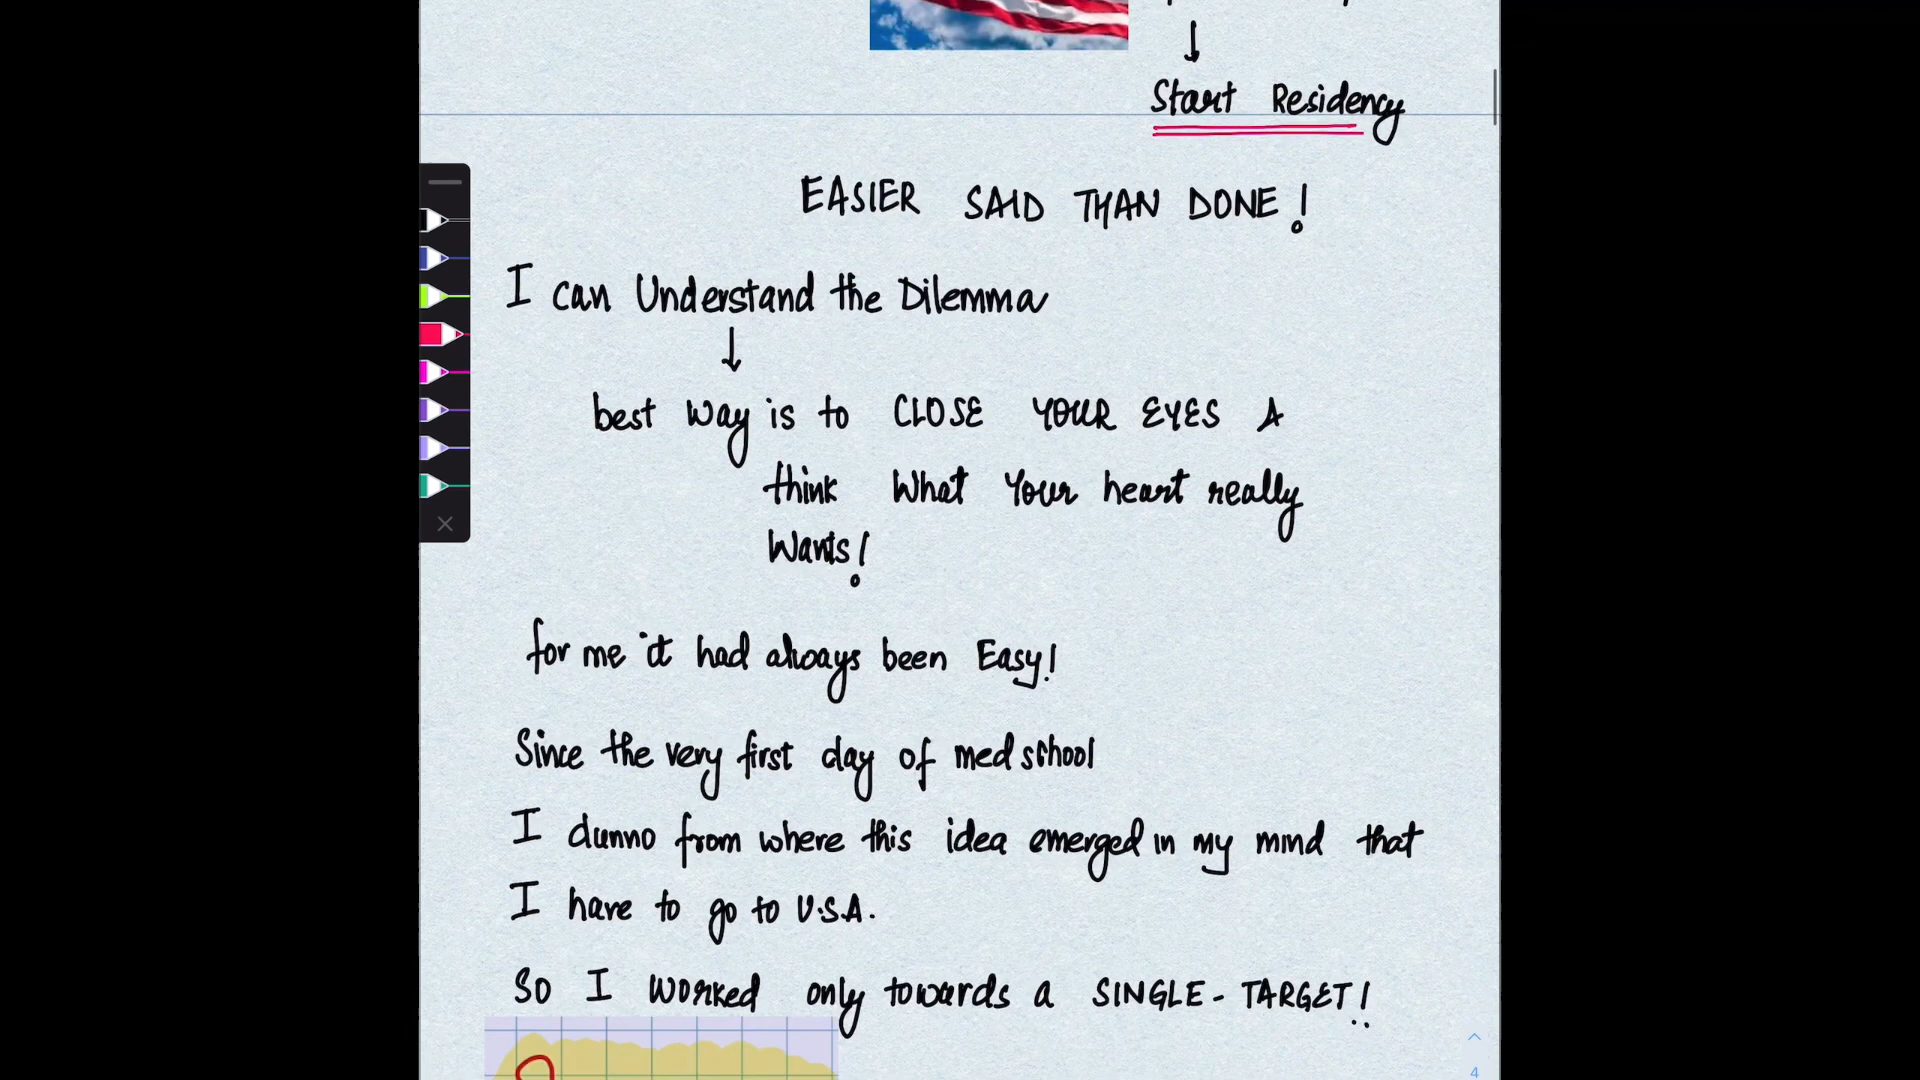 Start Residency
EASIER SAID THAN DONE!
I can Understand the Dilemma
best way is to CLOSE YOUR EYES &
think What Your heart really
Wants!
for me it had always been Easy!
Since the very first day of med school
I dunno from where this idea emerged in my mind that
I have to go to U.S.A.
So I worked only towards a SINGLE-TARGET!!
4